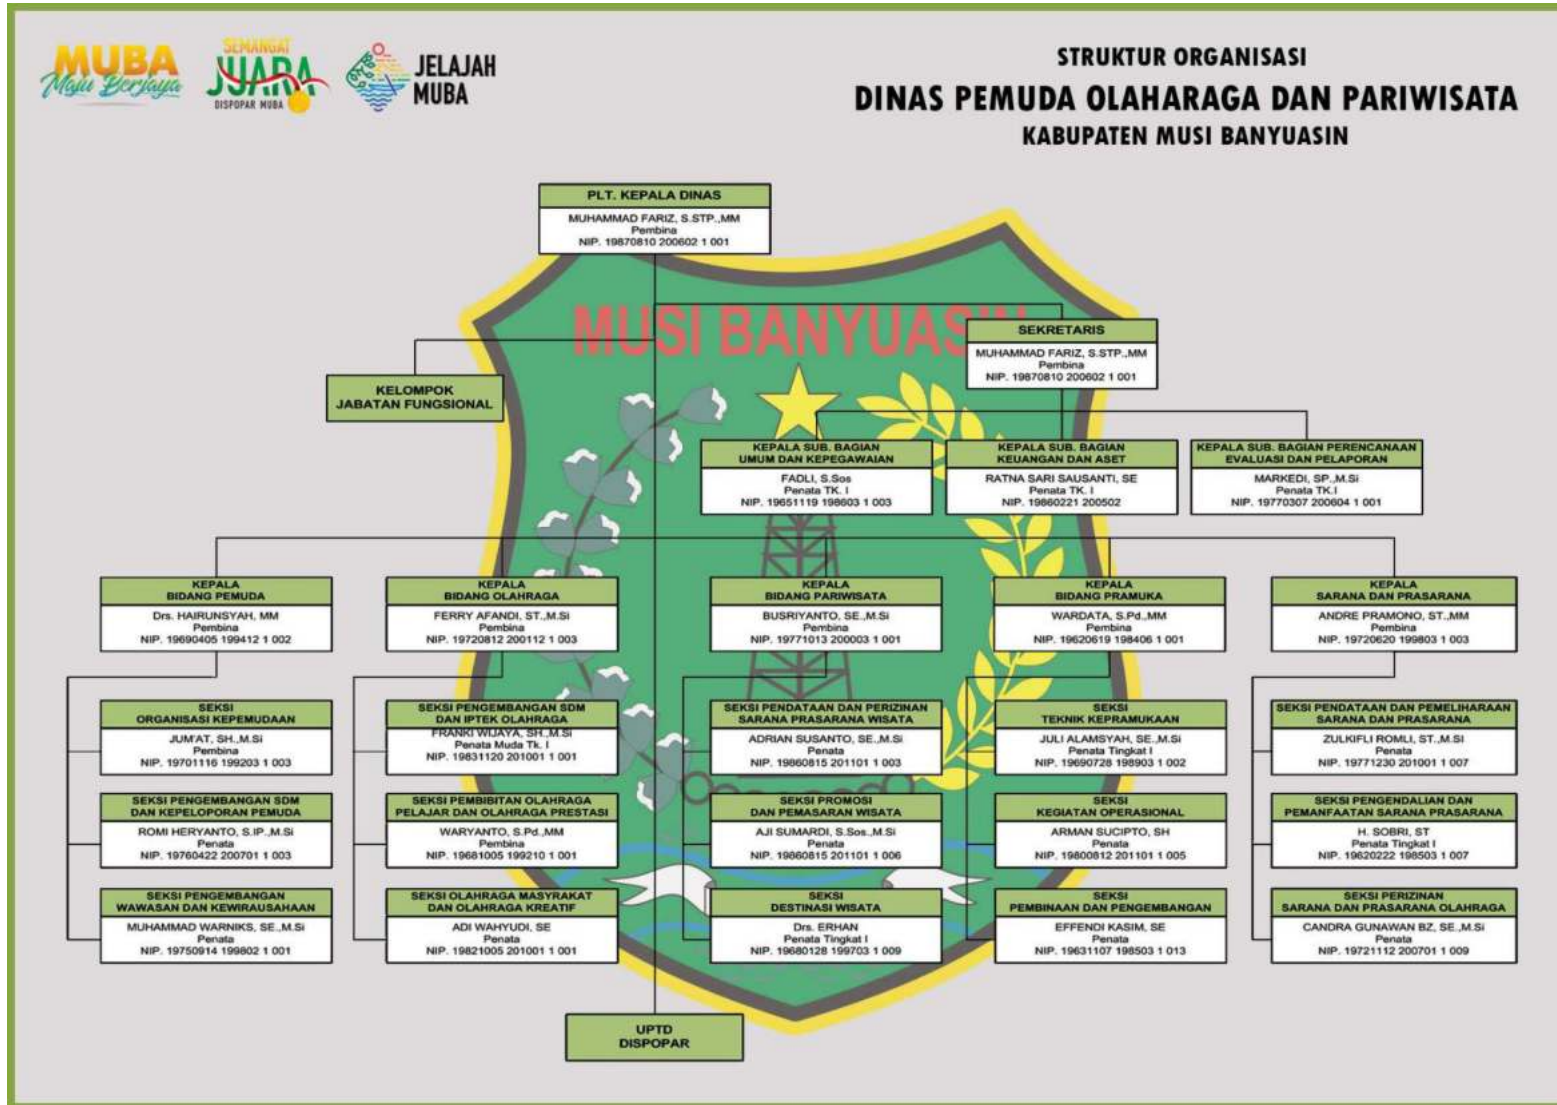 MUBA
Maju Berjaya
SEMANGAT
JUARA
DISPOPAR MUBA
JELAJAH
MUBA
STRUKTUR ORGANISASI
DINAS PEMUDA OLAHARAGA DAN PARIWISATA
KABUPATEN MUSI BANYUASIN
PLT. KEPALA DINAS
MUHAMMAD FARIZ, S.STP.,MM
Pembina
NIP. 19870810 200602 1 001
MUSI BANYUASIN
SEKRETARIS
MUHAMMAD FARIZ, S.STP.,MM
Pembina
NIP. 19870810 200602 1 001
KELOMPOK
JABATAN FUNGSIONAL
KEPALA SUB. BAGIAN
UMUM DAN KEPEGAWAIAN
FADLI, S.Sos
Penata TK. I
NIP. 19651119 198603 1 003
KEPALA SUB. BAGIAN
KEUANGAN DAN ASET
RATNA SARI SAUSANTI, SE
Penata TK. I
NIP. 19860221 200502
KEPALA SUB. BAGIAN PERENCANAAN
EVALUASI DAN PELAPORAN
MARKEDI, SP.,M.Si
Penata TK.I
NIP. 19770307 200604 1 001
KEPALA
BIDANG PEMUDA
Drs. HAIRUNSYAH, MM
Pembina
NIP. 19690405 199412 1 002
KEPALA
BIDANG OLAHRAGA
FERRY AFANDI, ST.,M.Si
Pembina
NIP. 19720812 200112 1 003
KEPALA
BIDANG PARIWISATA
BUSRIYANTO, SE.,M.Si
Pembina
NIP. 19771013 200003 1 001
KEPALA
BIDANG PRAMUKA
WARDATA, S.Pd.,MM
Pembina
NIP. 19620619 198406 1 001
KEPALA
SARANA DAN PRASARANA
ANDRE PRAMONO, ST.,MM
Pembina
NIP. 19720620 199803 1 003
SEKSI
ORGANISASI KEPEMUDAAN
JUM'AT, SH.,M.Si
Pembina
NIP. 19701116 199203 1 003
SEKSI PENGEMBANGAN SDM
DAN IPTEK OLAHRAGA
FRANKI WIJAYA, SH.,M.Si
Penata Muda Tk. I
NIP. 19831120 201001 1 001
SEKSI PENDATAAN DAN PERIZINAN
SARANA PRASARANA WISATA
ADRIAN SUSANTO, SE.,M.Si
Penata
NIP. 19860815 201101 1 003
SEKSI
TEKNIK KEPRAMUKAAN
JULI ALAMSYAH, SE.,M.Si
Penata Tingkat I
NIP. 19690728 198903 1 002
SEKSI PENDATAAN DAN PEMELIHARAAN
SARANA DAN PRASARANA
ZULKIFLI ROMLI, ST.,M.SI
Penata
NIP. 19771230 201001 1 007
SEKSI PENGEMBANGAN SDM
DAN KEPELOPORAN PEMUDA
ROMI HERYANTO, S.IP.,M.Si
Penata
NIP. 19760422 200701 1 003
SEKSI PEMBIBITAN OLAHRAGA
PELAJAR DAN OLAHRAGA PRESTASI
WARYANTO, S.Pd.,MM
Pembina
NIP. 19681005 199210 1 001
SEKSI PROMOSI
DAN PEMASARAN WISATA
AJI SUMARDI, S.Sos.,M.Si
Penata
NIP. 19860815 201101 1 006
SEKSI
KEGIATAN OPERASIONAL
ARMAN SUCIPTO, SH
Penata
NIP. 19800812 201101 1 005
SEKSI PENGENDALIAN DAN
PEMANFAATAN SARANA PRASARANA
H. SOBRI, ST
Penata Tingkat I
NIP. 19620222 198503 1 007
SEKSI PENGEMBANGAN
WAWASAN DAN KEWIRAUSAHAAN
MUHAMMAD WARNIKS, SE.,M.Si
Penata
NIP. 19750914 199802 1 001
SEKSI OLAHRAGA MASYRAKAT
DAN OLAHRAGA KREATIF
ADI WAHYUDI, SE
Penata
NIP. 19821005 201001 1 001
SEKSI
DESTINASI WISATA
Drs. ERHAN
Penata Tingkat I
NIP. 19680128 199703 1 009
SEKSI
PEMBINAAN DAN PENGEMBANGAN
EFFENDI KASIM, SE
Penata
NIP. 19631107 198503 1 013
SEKSI PERIZINAN
SARANA DAN PRASARANA OLAHRAGA
CANDRA GUNAWAN BZ, SE.,M.Si
Penata
NIP. 19721112 200701 1 009
UPTD
DISPOPAR